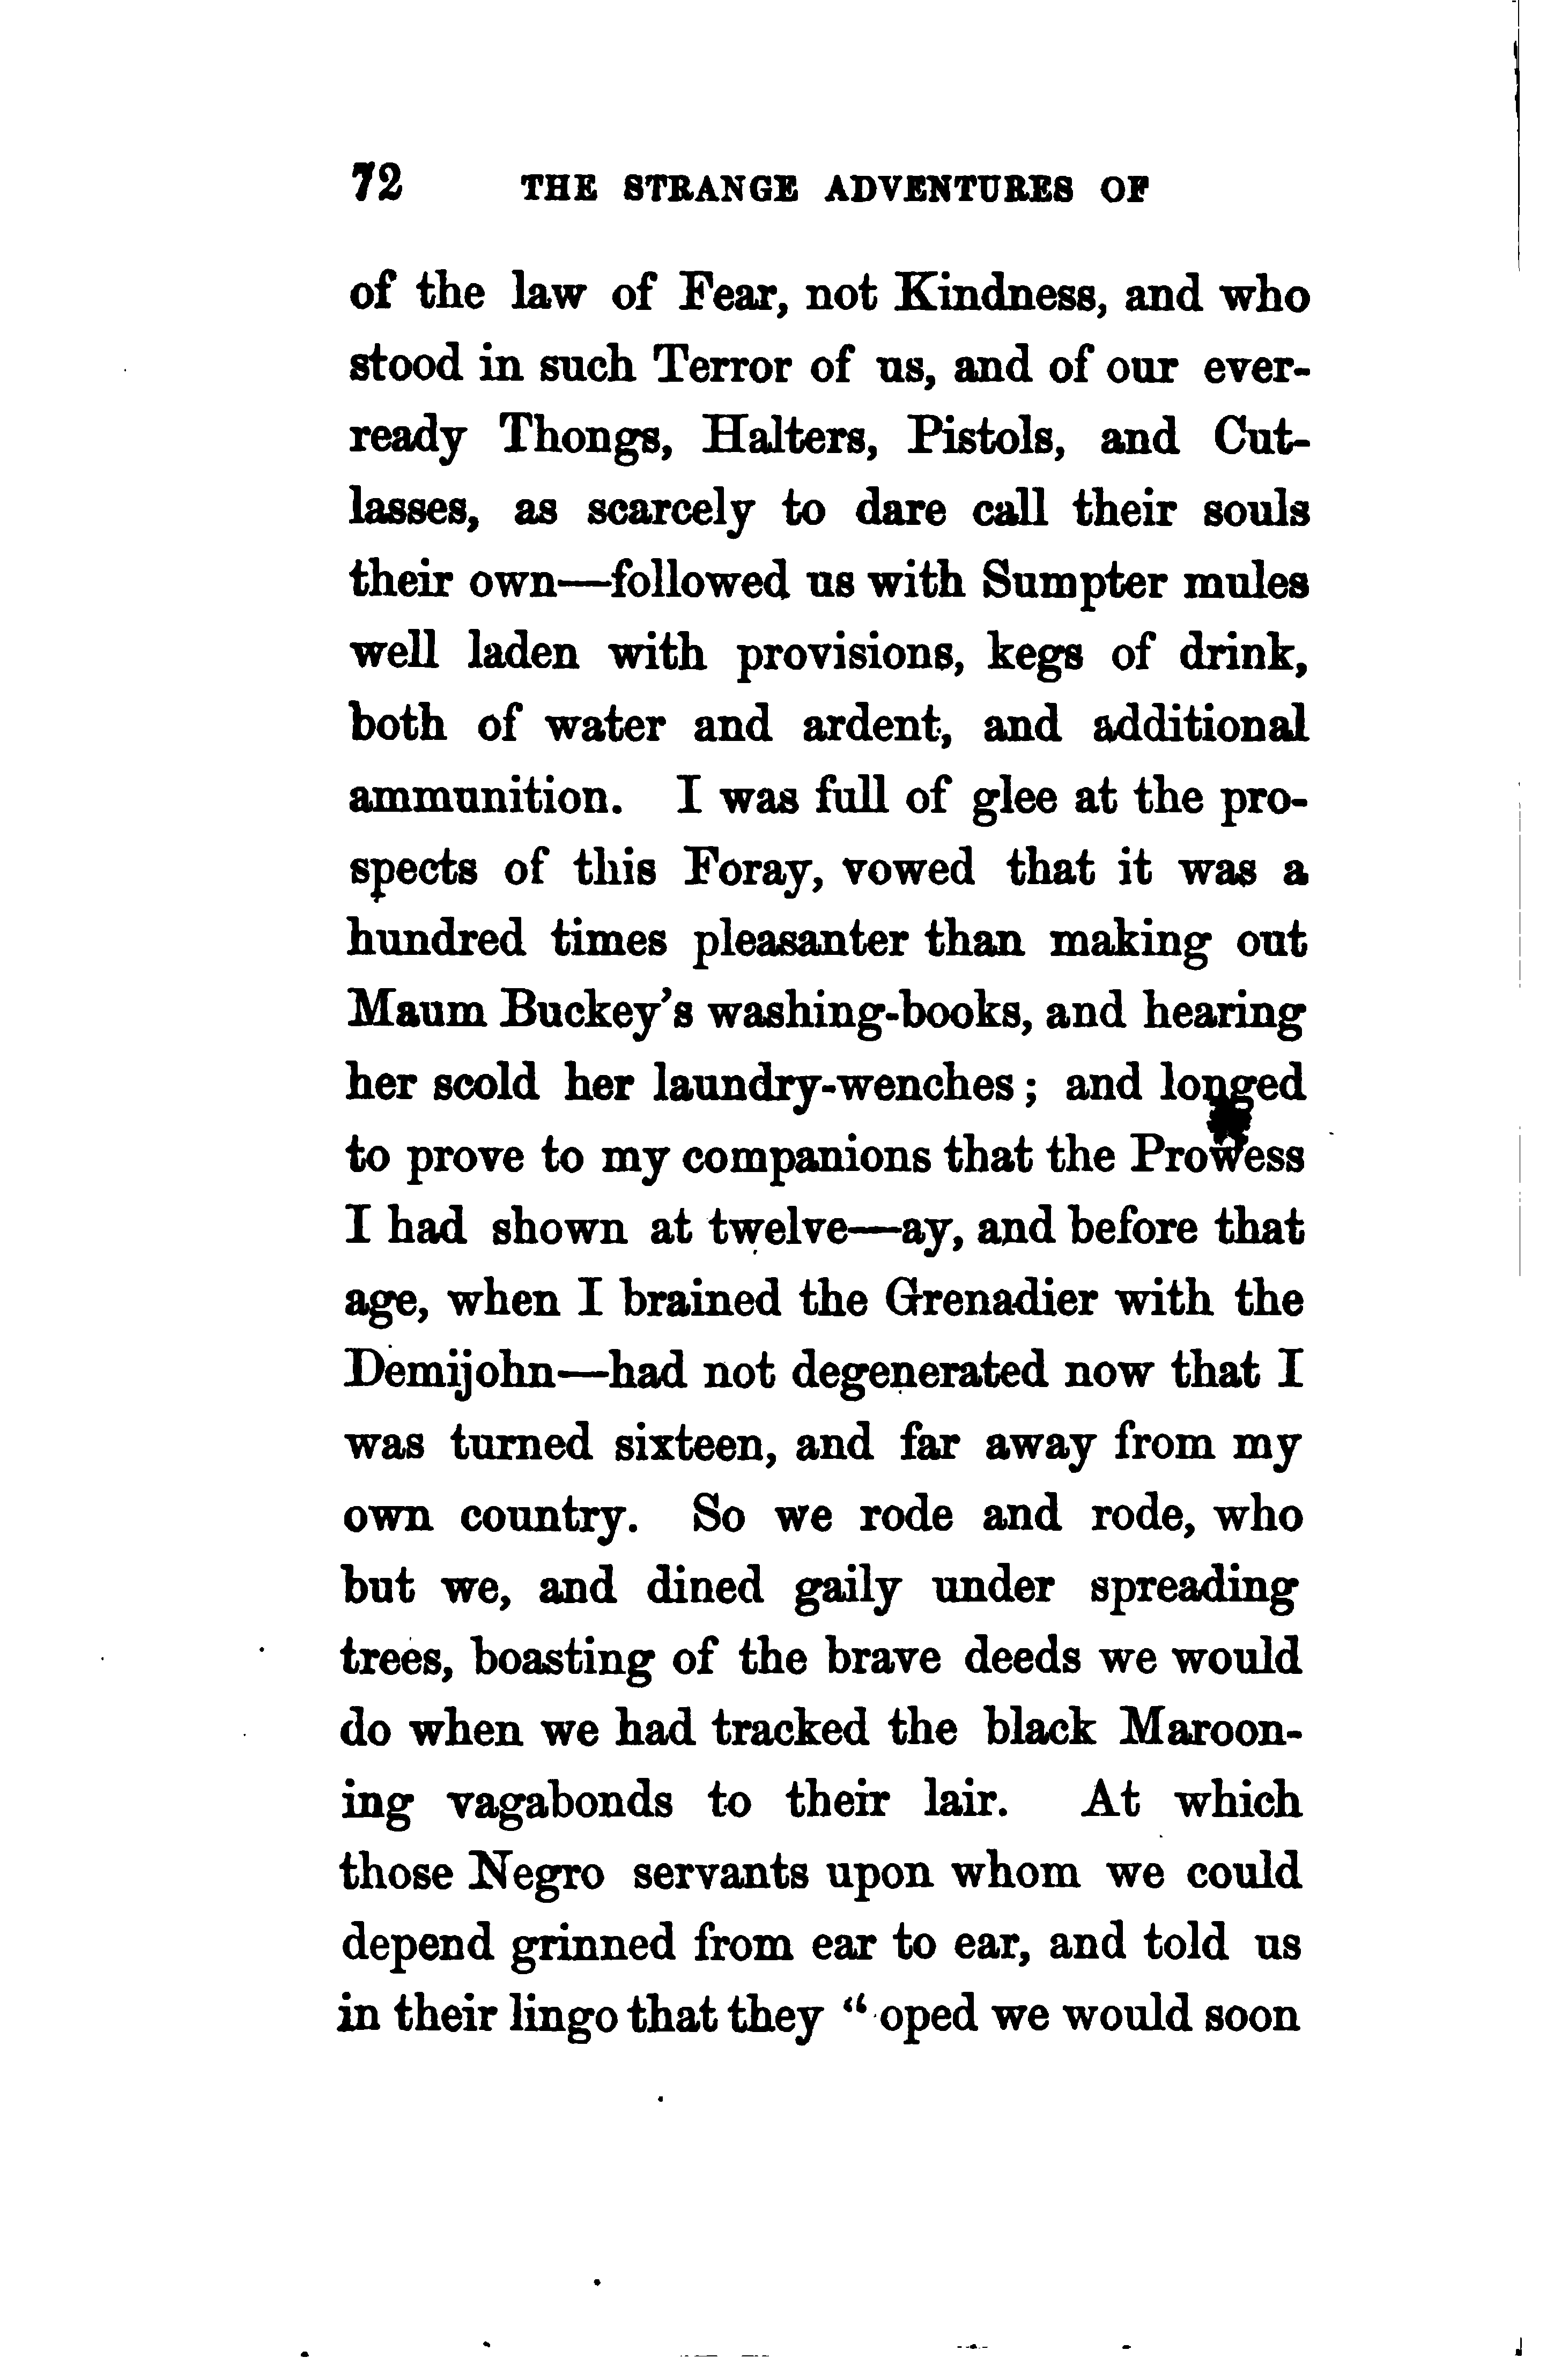 72 THE STRANGE ADVENTURES OF
of the law of Fear, not Kindness, and who
stood in such Terror of us, and of our ever-
ready Thongs, Halters, Pistols, and Cut-
lasses, as scarcely to dare call their souls
their own—followed us with Sumpter mules
well laden with provisions, kegs of drink,
both of water and ardent, and additional
ammunition. I was full of glee at the pro-
spects of this Foray, vowed that it was a
hundred times pleasanter than making out
Maum Buckey's washing-books, and hearing
her scold her laundry-wenches; and longed
to prove to my companions that the Prowess
I had shown at twelve—ay, and before that
age, when I brained the Grenadier with the
Demijohn—had not degenerated now that I
was turned sixteen, and far away from my
own country. So we rode and rode, who
but we, and dined gaily under spreading
trees, boasting of the brave deeds we would
do when we had tracked the black Maroon-
ing vagabonds to their lair. At which
those Negro servants upon whom we could
depend grinned from ear to ear, and told us
in their lingo that they "oped we would soon